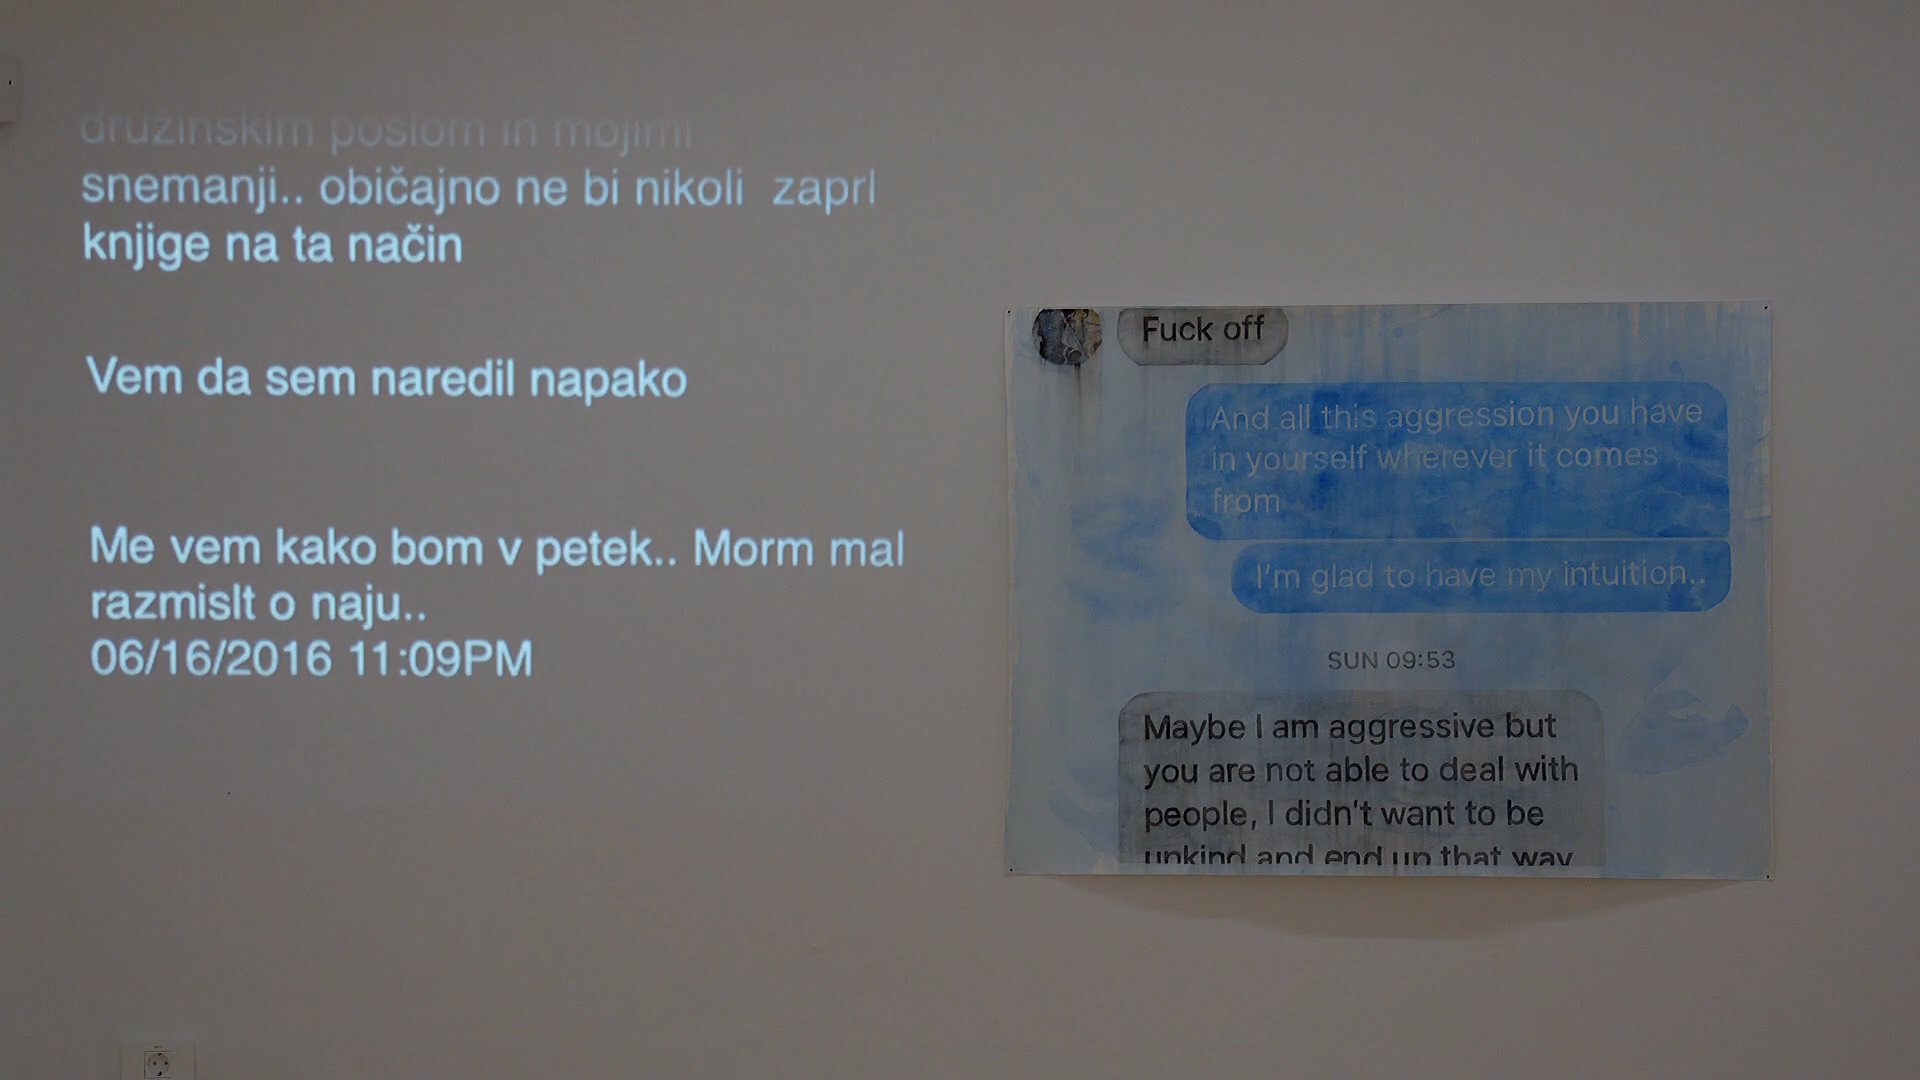 družinskim poslom in mojimi
snemanji.. običajno ne bi nikoli zaprl
knjige na ta način
Vem da sem naredil napako
Me vem kako bom v petek.. Morm mal
razmislt o naju..
06/16/2016 11:09PM
Fuck off
And all this aggression you have
in yourself wherever it comes
from
I'm glad to have my intuition..
SUN 09:53
Maybe I am aggressive but
you are not able to deal with
people, I didn't want to be
unkind and end up that way